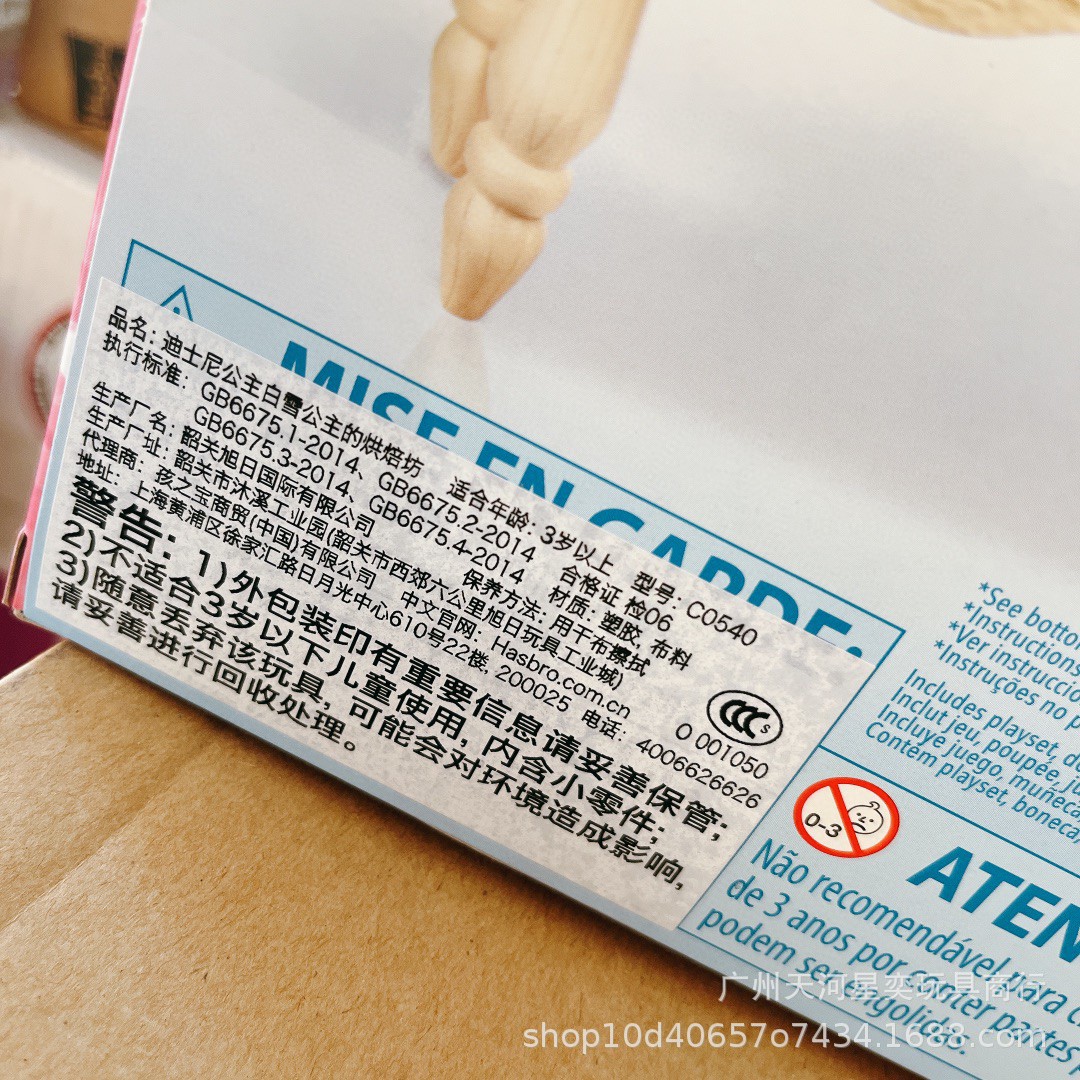 MISE EN GARDE:
品名: 迪士尼公主白雪公主的烘焙坊 适合年龄: 3岁以上 型号: C0540
执行标准: GB6675.1-2014、GB6675.2-2014 合格证 检06
GB6675.3-2014、GB6675.4-2014 材质: 塑胶, 布料
生产厂名: 韶关旭日国际有限公司 保养方法: 用干布擦拭
生产厂址: 韶关市沐溪工业园(韶关市西郊六公里旭日玩具工业城)
代理商: 孩之宝商贸(中国)有限公司 中文官网: Hasbro.com.cn
地址: 上海黄浦区徐家汇路日月光中心610号22楼, 200025 电话: 4006626626
CCC S
0 001050
警告: 1)外包装印有重要信息请妥善保管;
2)不适合3岁以下儿童使用, 内含小零件;
3)随意丢弃该玩具, 可能会对环境造成影响,
请妥善进行回收处理。
*See botto
*Instructions
*Ver instruccio
*Instruções no p
Includes playset, d
Inclut jeu, poupée, ju
Incluye juego, muñeca
Contém playset, boneca,
0-3
ATEN
Não recomendável para c
de 3 anos por conter partes
podem ser engolidas.
广州天河星奕玩具商行
shop10d40657o7434.1688.com